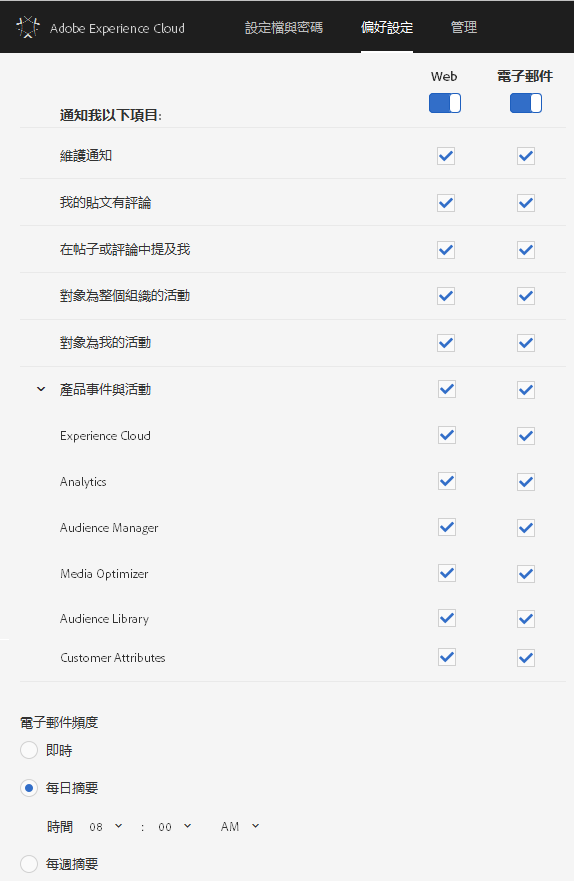 Adobe Experience Cloud 設定檔與密碼 偏好設定 管理
Web 電子郵件
通知我以下項目:
維護通知
我的貼文有評論
在帖子或評論中提及我
對象為整個組織的活動
對象為我的活動
產品事件與活動
Experience Cloud
Analytics
Audience Manager
Media Optimizer
Audience Library
Customer Attributes
電子郵件頻度
即時
每日摘要
時間 08 : 00 AM
每週摘要